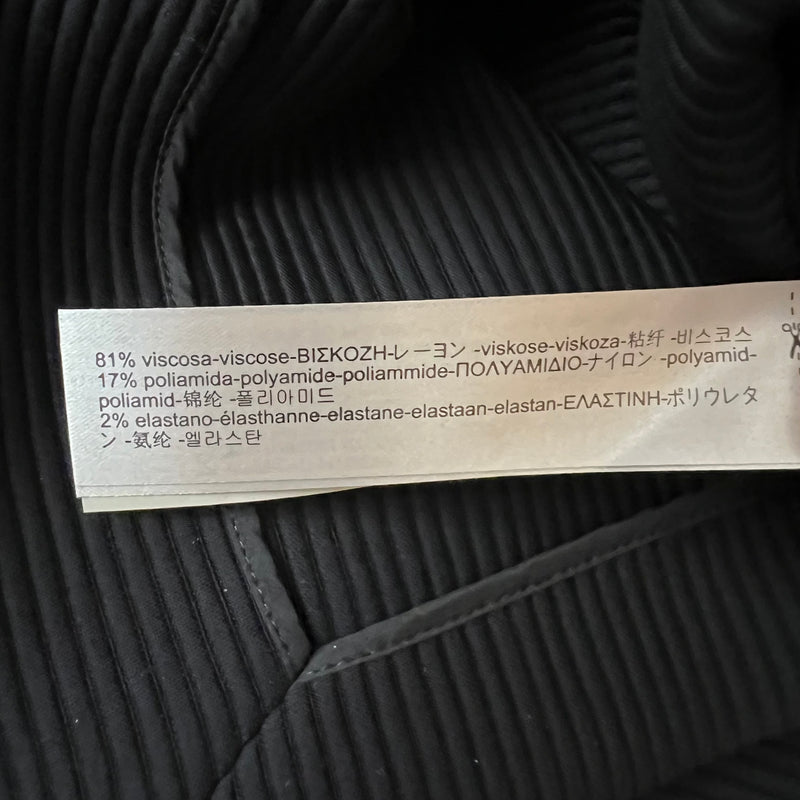 81% viscosa-viscose-ΒΙΣΚΟΖΗ-レーヨン -viskose-viskoza-粘纤 -비스코스
17% poliamida-polyamide-poliammide-ΠΟΛΥΑΜΙΔΙΟ-ナイロン -polyamid-
poliamid-锦纶 -폴리아미드
2% elastano-élasthanne-elastane-elastaan-elastan-ΕΛΑΣΤΙΝΗ-ポリウレタ
ン -氨纶 -엘라스탄